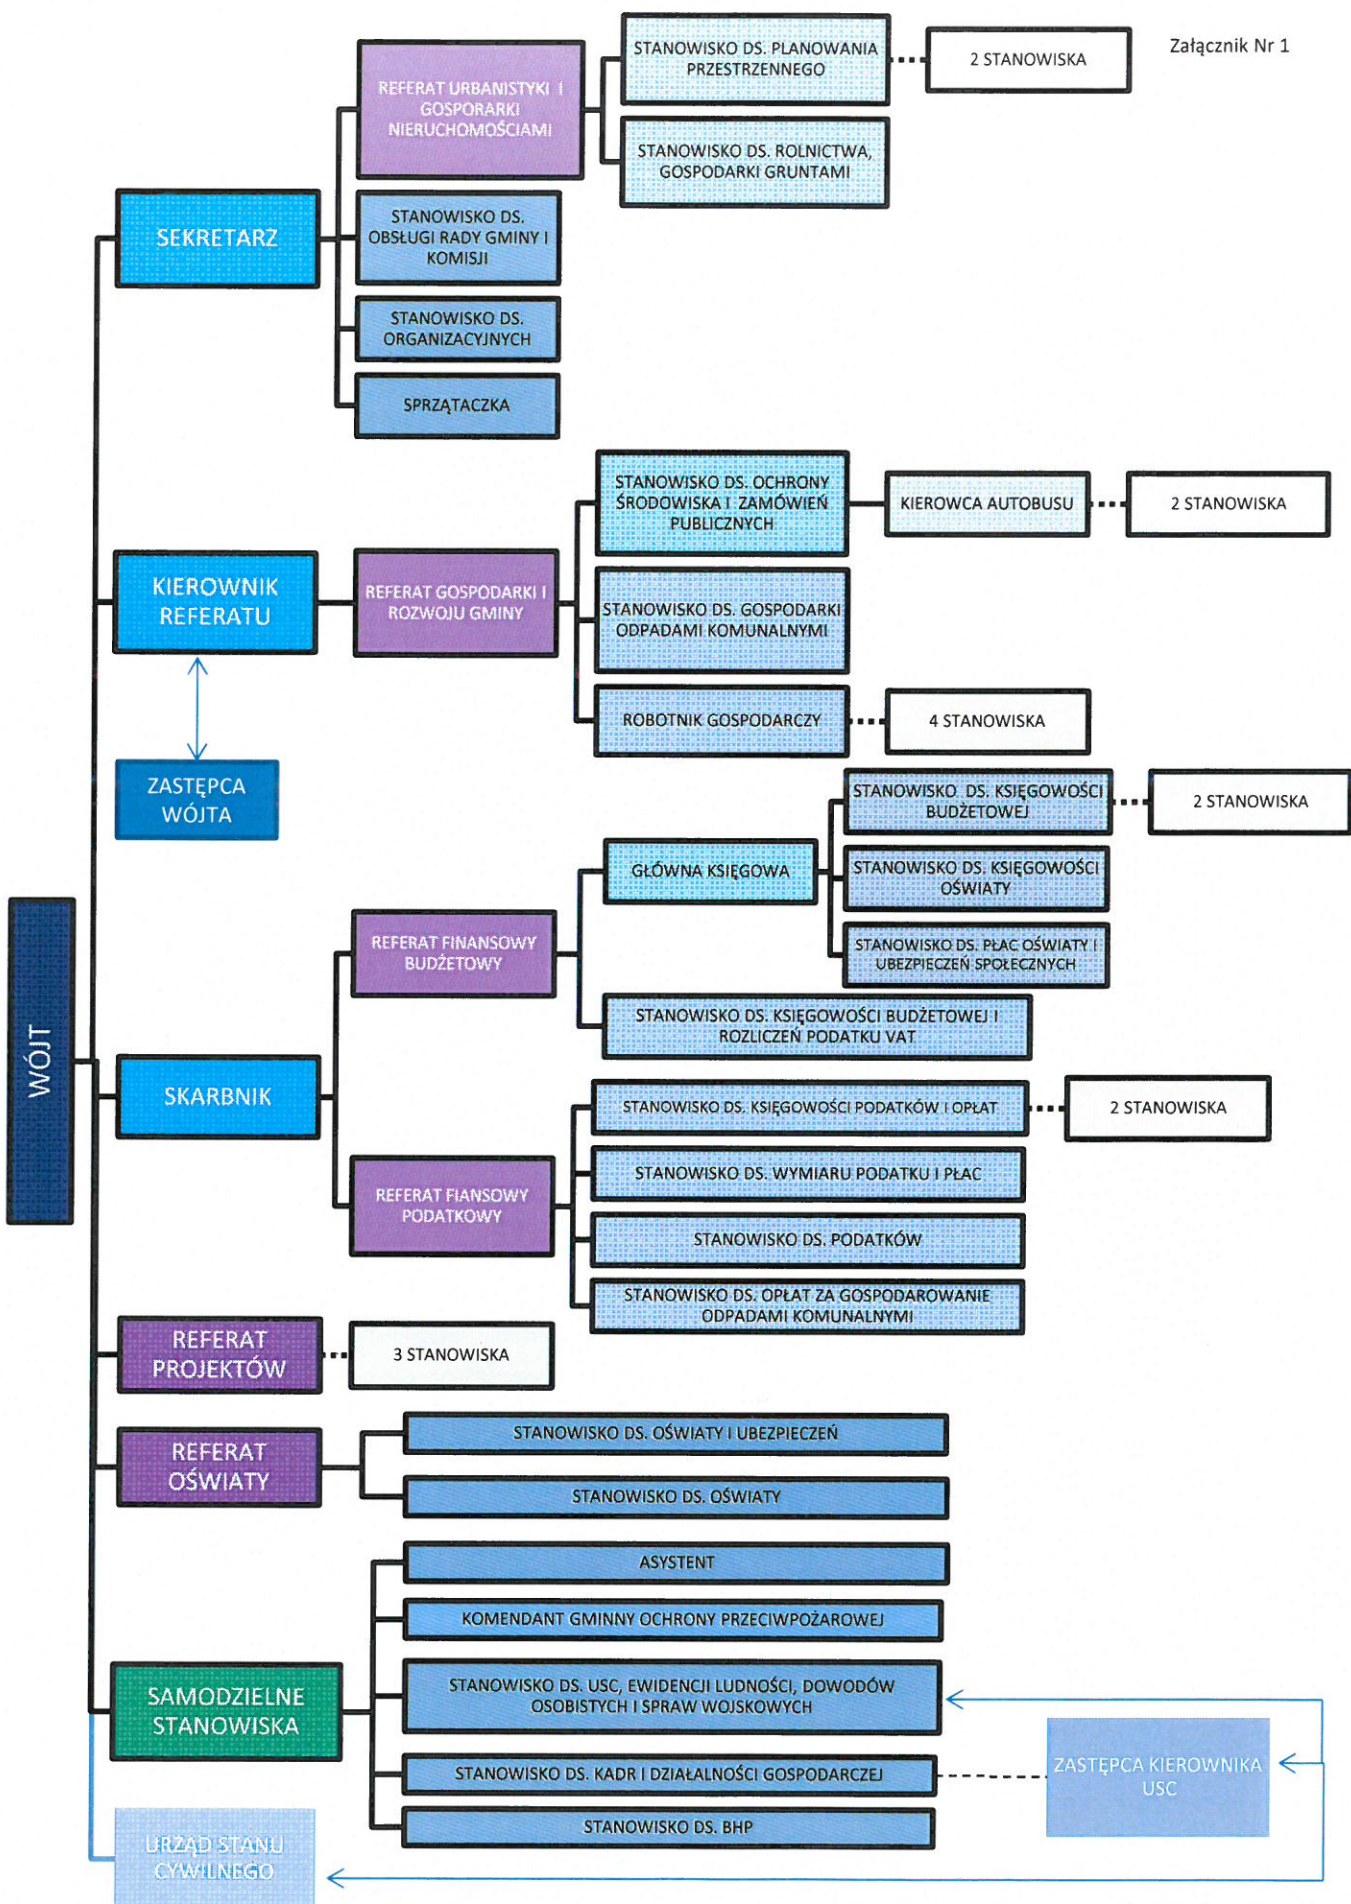 Załącznik Nr 1
STANOWISKO DS. PLANOWANIA
PRZESTRZENNEGO
2 STANOWISKA
REFERAT URBANISTYKI I
GOSPORARKI
NIERUCHOMOŚCIAMI
STANOWISKO DS. ROLNICTWA,
GOSPODARKI GRUNTAMI
SEKRETARZ
STANOWISKO DS.
OBSŁUGI RADY GMINY I
KOMISJI
STANOWISKO DS.
ORGANIZACYJNYCH
SPRZĄTACZKA
STANOWISKO DS. OCHRONY
ŚRODOWISKA I ZAMÓWIEŃ
PUBLICZNYCH
KIEROWCA AUTOBUSU
2 STANOWISKA
KIEROWNIK
REFERATU
REFERAT GOSPODARKI I
ROZWOJU GMINY
STANOWISKO DS. GOSPODARKI
ODPADAMI KOMUNALNYMI
ROBOTNIK GOSPODARCZY
4 STANOWISKA
ZASTĘPCA
WÓJTA
STANOWISKO DS. KSIĘGOWOŚCI
BUDŻETOWEJ
2 STANOWISKA
GŁÓWNA KSIĘGOWA
STANOWISKO DS. KSIĘGOWOŚCI
OŚWIATY
REFERAT FINANSOWY
BUDŻETOWY
STANOWISKO DS. PŁAC OŚWIATY I
UBEZPIECZEŃ SPOŁECZNYCH
STANOWISKO DS. KSIĘGOWOŚCI BUDŻETOWEJ I
ROZLICZEŃ PODATKU VAT
WÓJT
SKARBNIK
STANOWISKO DS. KSIĘGOWOŚCI PODATKÓW I OPŁAT
2 STANOWISKA
STANOWISKO DS. WYMIARU PODATKU I PŁAC
REFERAT FIANSOWY
PODATKOWY
STANOWISKO DS. PODATKÓW
STANOWISKO DS. OPŁAT ZA GOSPODAROWANIE
ODPADAMI KOMUNALNYMI
REFERAT
PROJEKTÓW
3 STANOWISKA
REFERAT
OŚWIATY
STANOWISKO DS. OŚWIATY I UBEZPIECZEŃ
STANOWISKO DS. OŚWIATY
ASYSTENT
KOMENDANT GMINNY OCHRONY PRZECIWPOŻAROWEJ
SAMODZIELNE
STANOWISKA
STANOWISKO DS. USC, EWIDENCJI LUDNOŚCI, DOWODÓW
OSOBISTYCH I SPRAW WOJSKOWYCH
STANOWISKO DS. KADR I DZIAŁALNOŚCI GOSPODARCZEJ
ZASTĘPCA KIEROWNIKA
USC
STANOWISKO DS. BHP
URZĄD STANU
CYWILNEGO